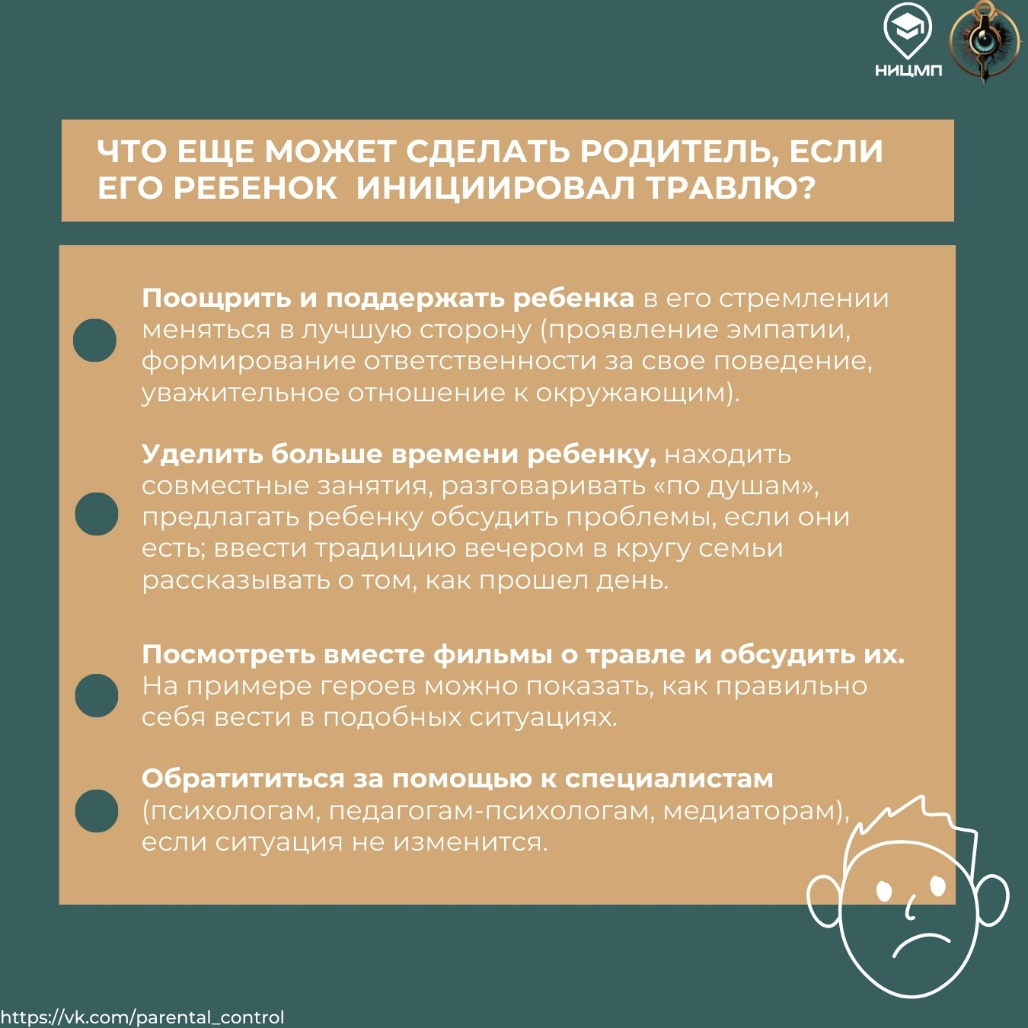 НИЦМП
ЧТО ЕЩЕ МОЖЕТ СДЕЛАТЬ РОДИТЕЛЬ, ЕСЛИ
ЕГО РЕБЕНОК ИНИЦИИРОВАЛ ТРАВЛЮ?
Поощрить и поддержать ребенка в его стремлении
меняться в лучшую сторону (проявление эмпатии,
формирование ответственности за свое поведение,
уважительное отношение к окружающим).
Уделить больше времени ребенку, находить
совместные занятия, разговаривать «по душам»,
предлагать ребенку обсудить проблемы, если они
есть; ввести традицию вечером в кругу семьи
рассказывать о том, как прошел день.
Посмотреть вместе фильмы о травле и обсудить их.
На примере героев можно показать, как правильно
себя вести в подобных ситуациях.
Обратититься за помощью к специалистам
(психологам, педагогам-психологам, медиаторам),
если ситуация не изменится.
https://vk.com/parental_control